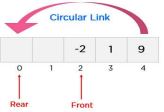 Circular Link
-2 1 9
0 1 2 3 4
Rear Front